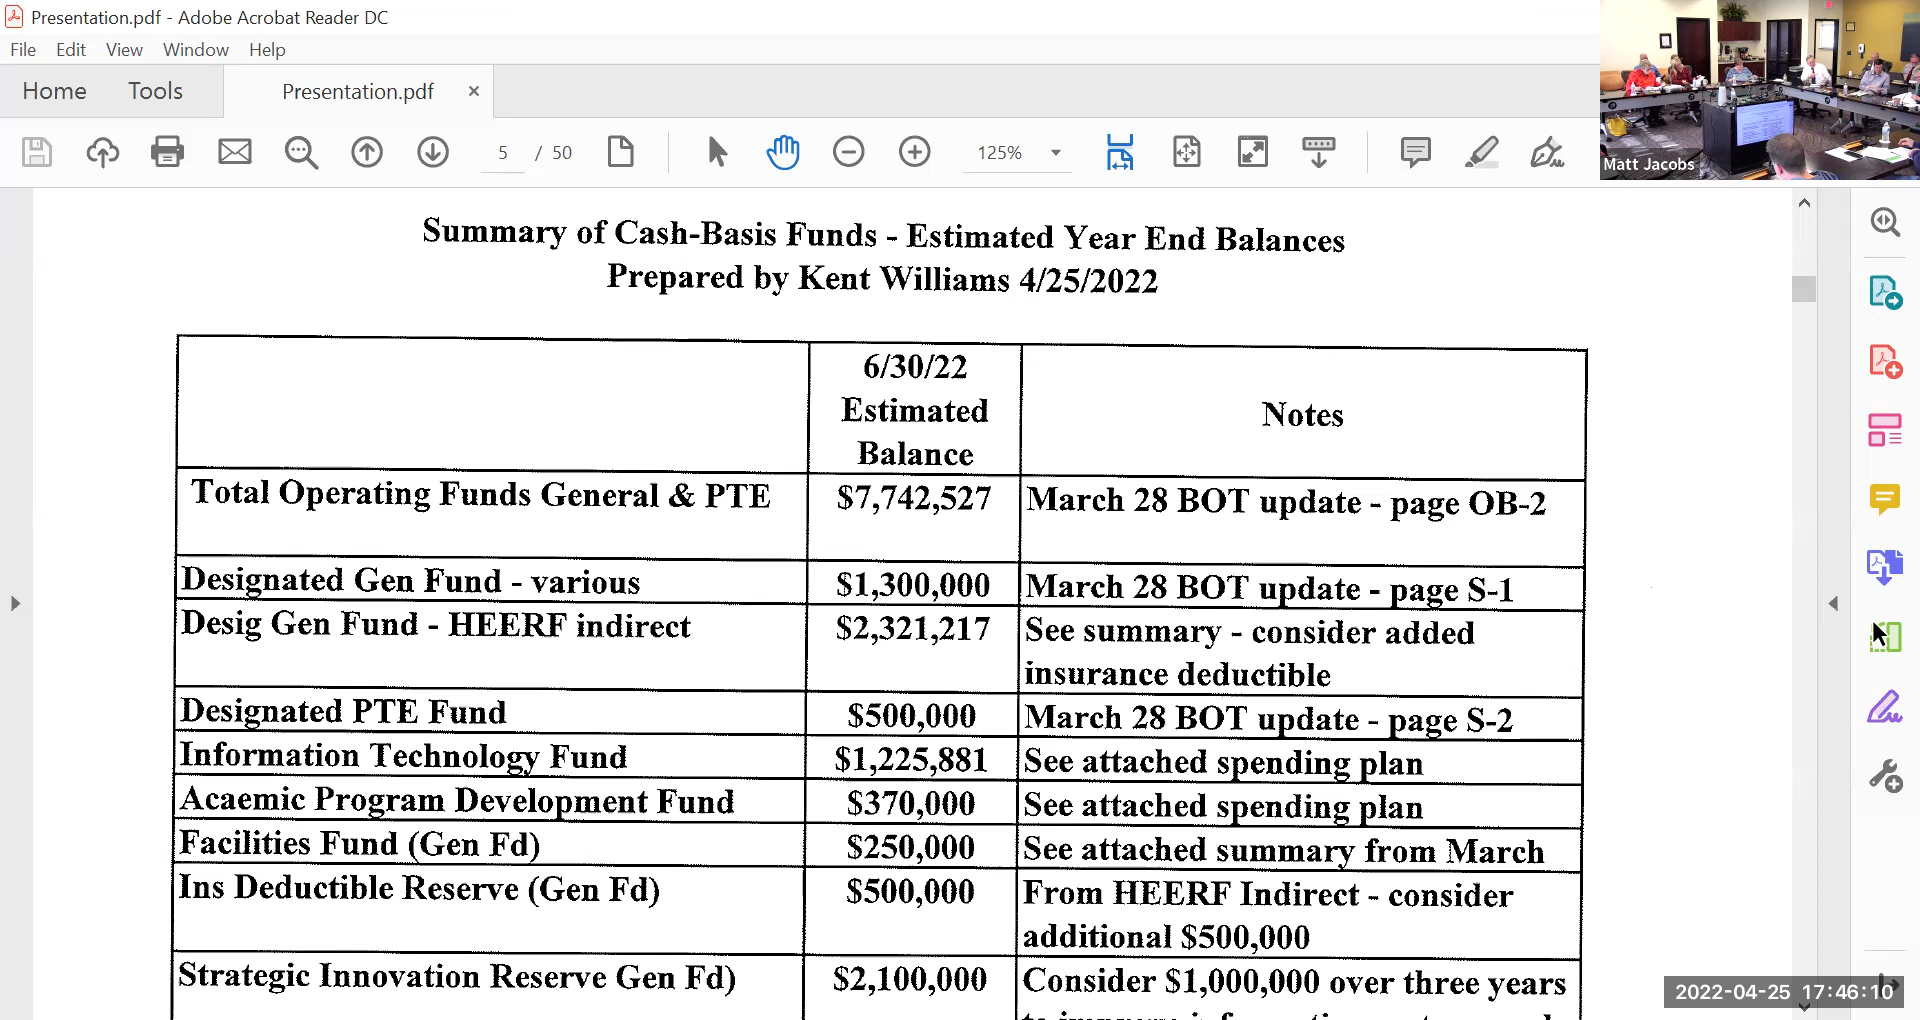 Presentation.pdf - Adobe Acrobat Reader DC
File Edit View Window Help
Home Tools Presentation.pdf ×
5 / 50 125%
Matt Jacobs
Summary of Cash-Basis Funds - Estimated Year End Balances
Prepared by Kent Williams 4/25/2022
6/30/22
Estimated
Balance
Notes
Total Operating Funds General & PTE $7,742,527 March 28 BOT update - page OB-2
Designated Gen Fund - various $1,300,000 March 28 BOT update - page S-1
Desig Gen Fund - HEERF indirect $2,321,217 See summary - consider added
insurance deductible
Designated PTE Fund $500,000 March 28 BOT update - page S-2
Information Technology Fund $1,225,881 See attached spending plan
Acaemic Program Development Fund $370,000 See attached spending plan
Facilities Fund (Gen Fd) $250,000 See attached summary from March
Ins Deductible Reserve (Gen Fd) $500,000 From HEERF Indirect - consider
additional $500,000
Strategic Innovation Reserve Gen Fd) $2,100,000 Consider $1,000,000 over three years
2022-04-25 17:46:10